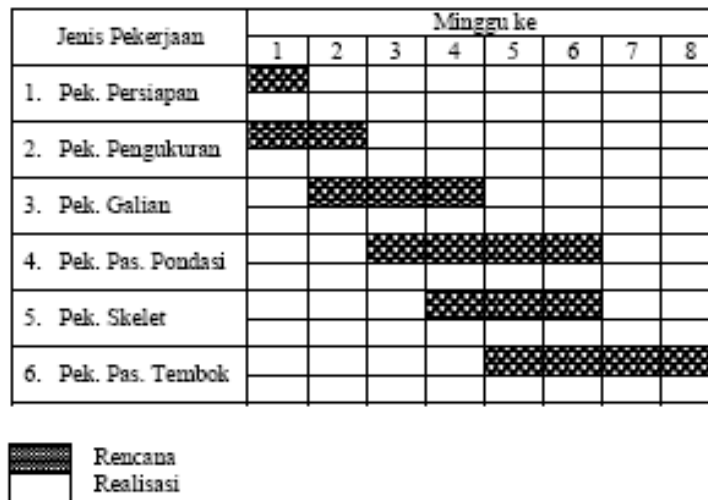 Jenis Pekerjaan
Minggu ke
1 2 3 4 5 6 7 8
1. Pek. Persiapan
2. Pek. Pengukuran
3. Pek. Galian
4. Pek. Pas. Pondasi
5. Pek. Skelet
6. Pek. Pas. Tembok
Rencana
Realisasi